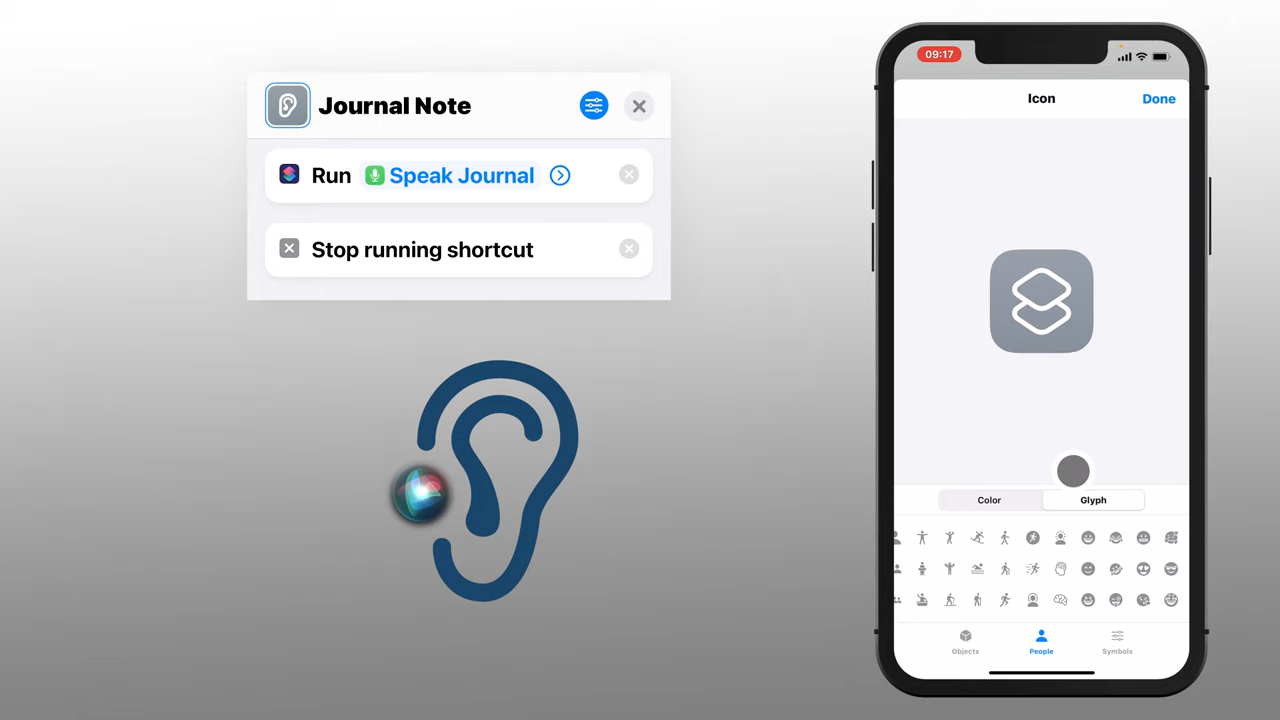 Journal Note
Run Speak Journal
Stop running shortcut
09:17
Icon
Done
Color
Glyph
Objects
People
Symbols